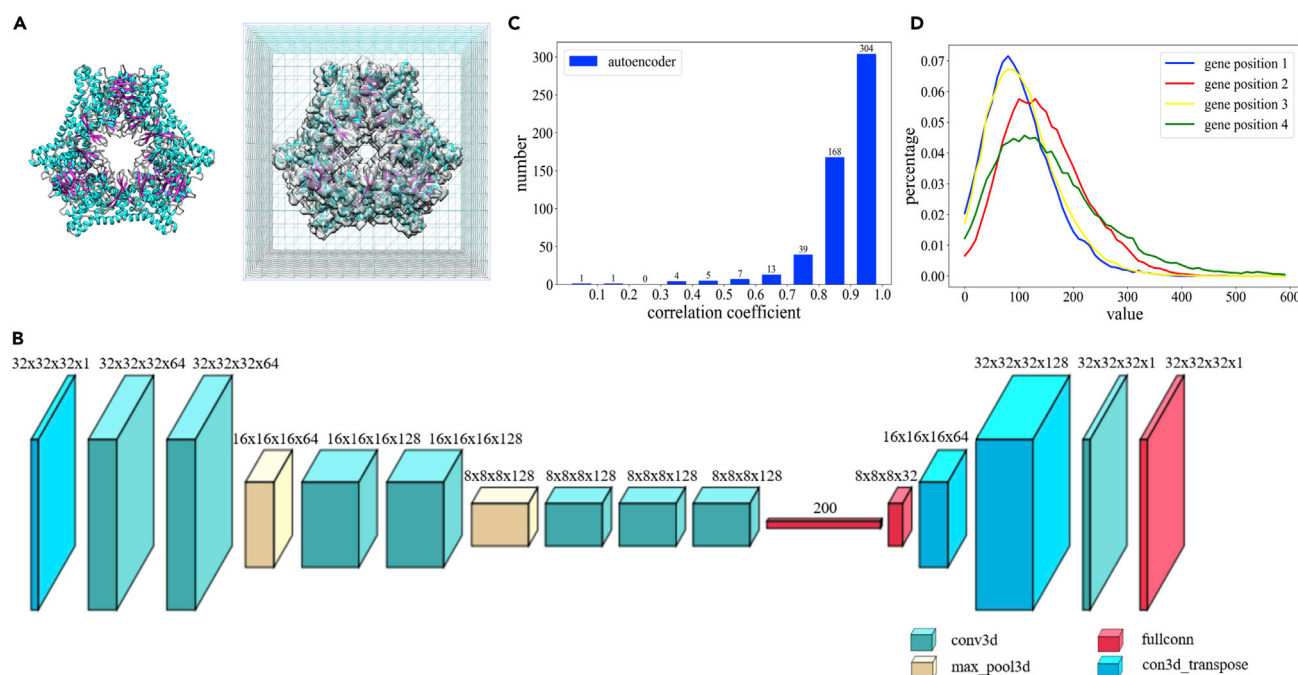 A
C
autoencoder
number
300
250
200
150
100
50
0
1
1
0
4
5
7
13
39
168
304
0.1 0.2 0.3 0.4 0.5 0.6 0.7 0.8 0.9 1.0
correlation coefficient
D
gene position 1
gene position 2
gene position 3
gene position 4
percentage
0.07
0.06
0.05
0.04
0.03
0.02
0.01
0.00
0 100 200 300 400 500 600
value
B
32x32x32x1 32x32x32x64 32x32x32x64
16x16x16x64 16x16x16x128 16x16x16x128
8x8x8x128 8x8x8x128 8x8x8x128 8x8x8x128
200
8x8x8x32
16x16x16x64
32x32x32x128 32x32x32x1 32x32x32x1
conv3d
fullconn
max_pool3d
con3d_transpose